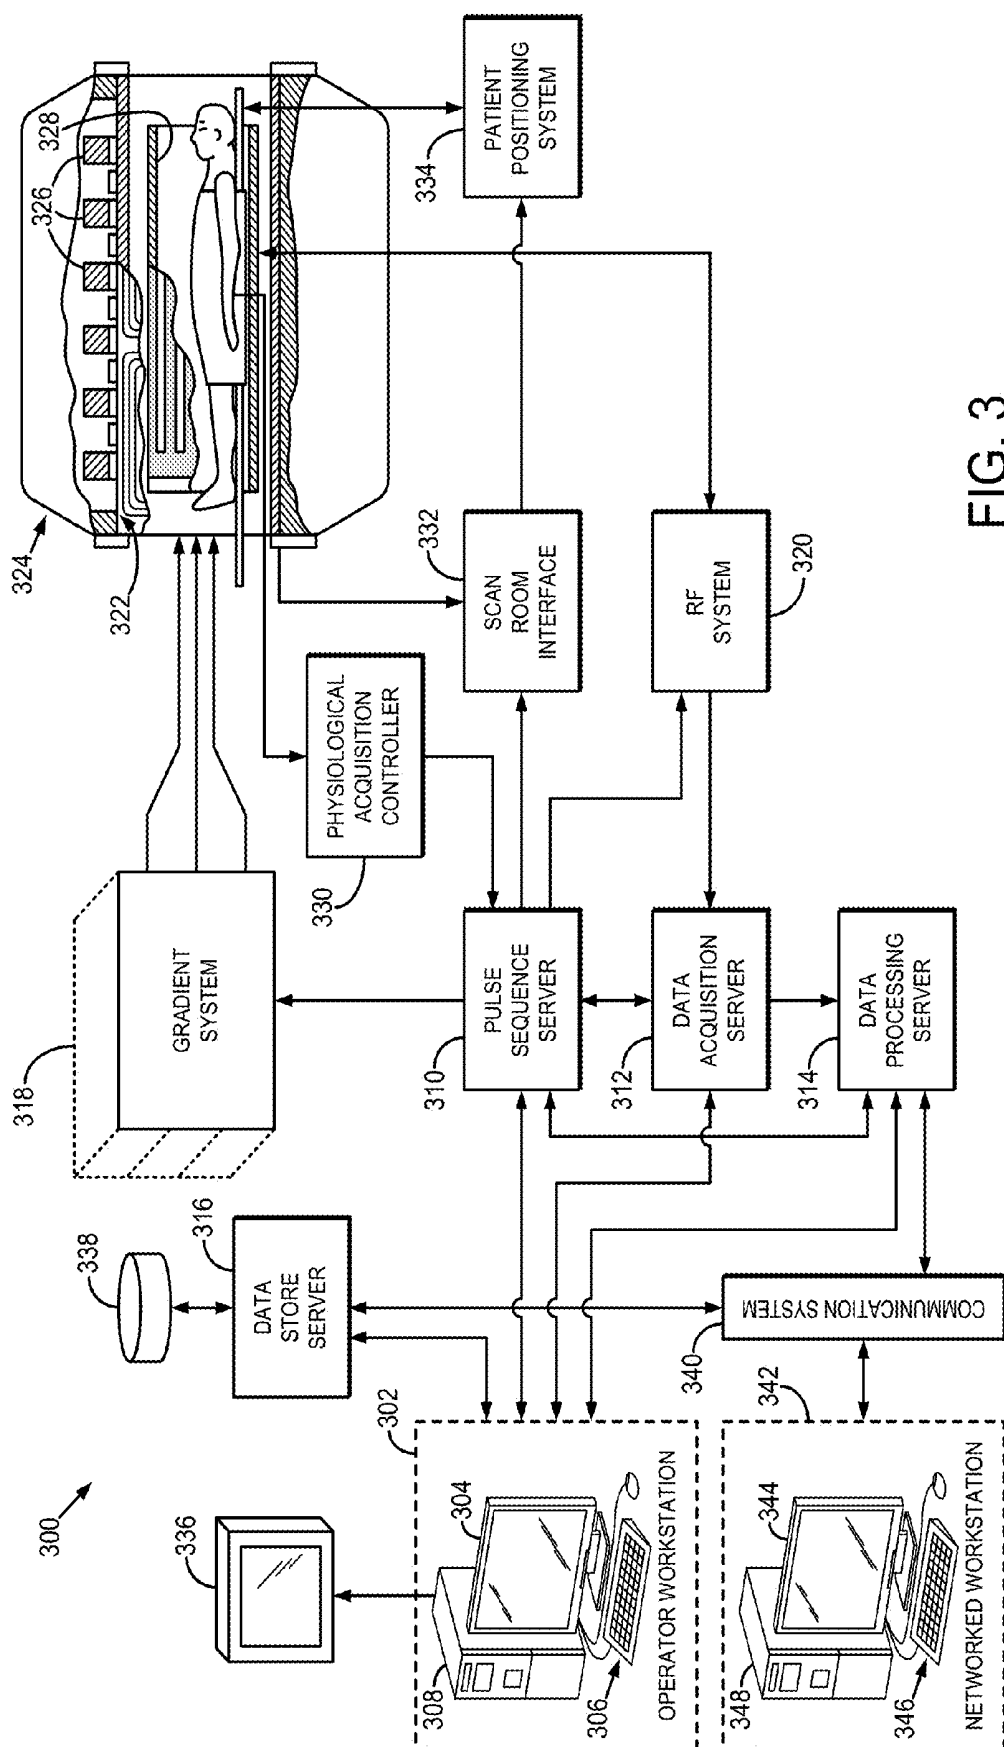 300
336
338
DATA
STORE
SERVER
316
318
GRADIENT
SYSTEM
324
322
326
328
PHYSIOLOGICAL
ACQUISITION
CONTROLLER
330
302
304
308
306
OPERATOR WORKSTATION
PULSE
SEQUENCE
SERVER
310
SCAN
ROOM
INTERFACE
332
PATIENT
POSITIONING
SYSTEM
334
DATA
ACQUISITION
SERVER
312
RF
SYSTEM
320
DATA
PROCESSING
SERVER
314
COMMUNICATION SYSTEM
340
342
344
348
346
NETWORKED WORKSTATION
FIG. 3